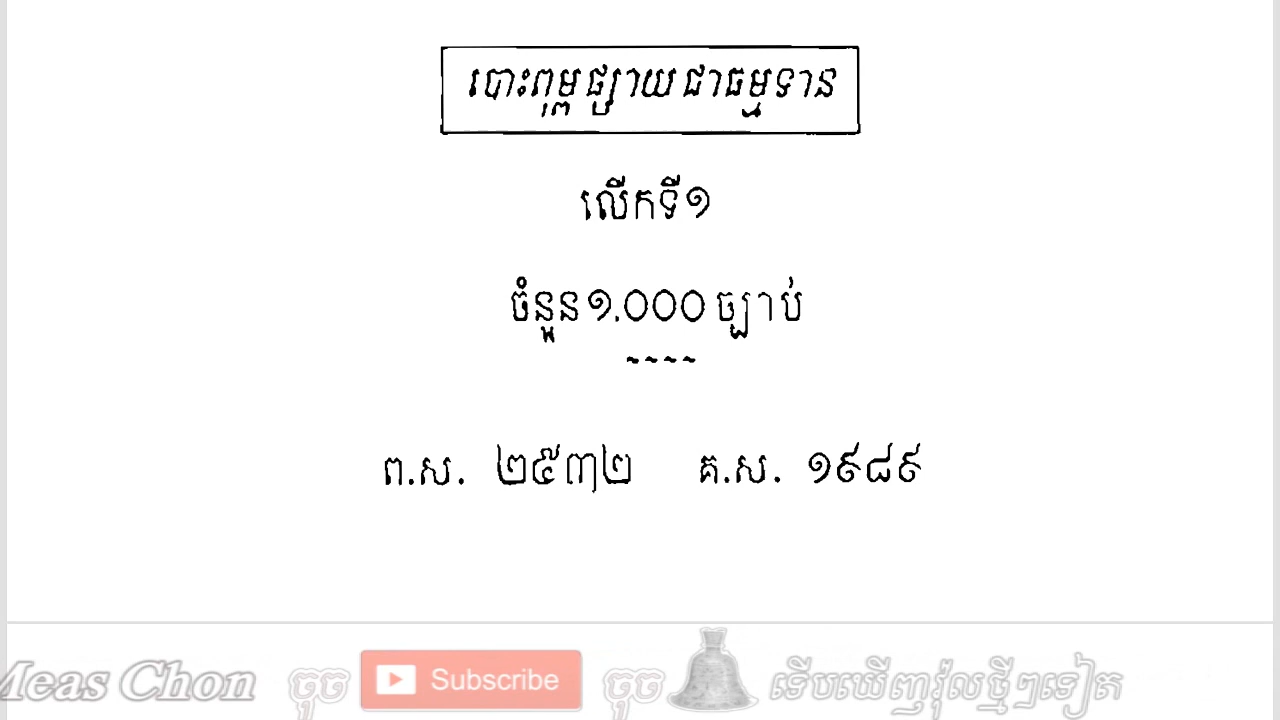 បោះពុម្ពផ្សាយជាធម្មទាន
លើកទី១
ចំនួន១.០០០ច្បាប់
~~~~
ព.ស. ២៥៣២ គ.ស. ១៩៨៩
Meas Chon ចុច Subscribe ចុច ទើបឃើញវ៉ុលថ្មីៗទៀត